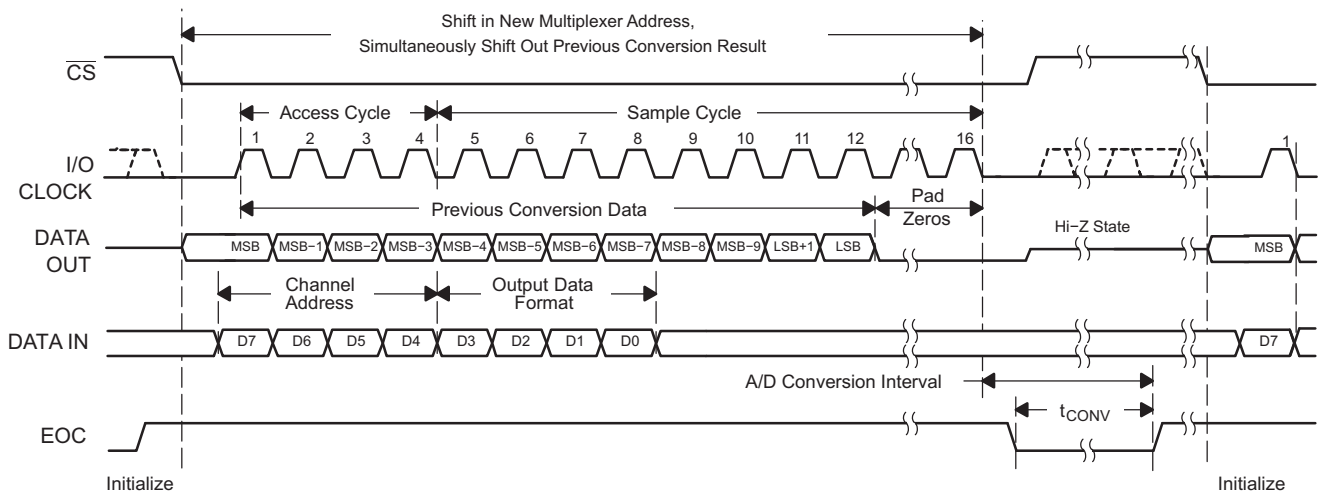 Shift in New Multiplexer Address,
Simultaneously Shift Out Previous Conversion Result
CS
Access Cycle
Sample Cycle
1 2 3 4 5 6 7 8 9 10 11 12 16 1
I/O
CLOCK
Previous Conversion Data
Pad
Zeros
DATA
OUT
MSB MSB−1 MSB−2 MSB−3 MSB−4 MSB−5 MSB−6 MSB−7 MSB−8 MSB−9 LSB+1 LSB
Hi−Z State
MSB
Channel
Address
Output Data
Format
DATA IN
D7 D6 D5 D4 D3 D2 D1 D0 D7
A/D Conversion Interval
tCONV
EOC
Initialize
Initialize